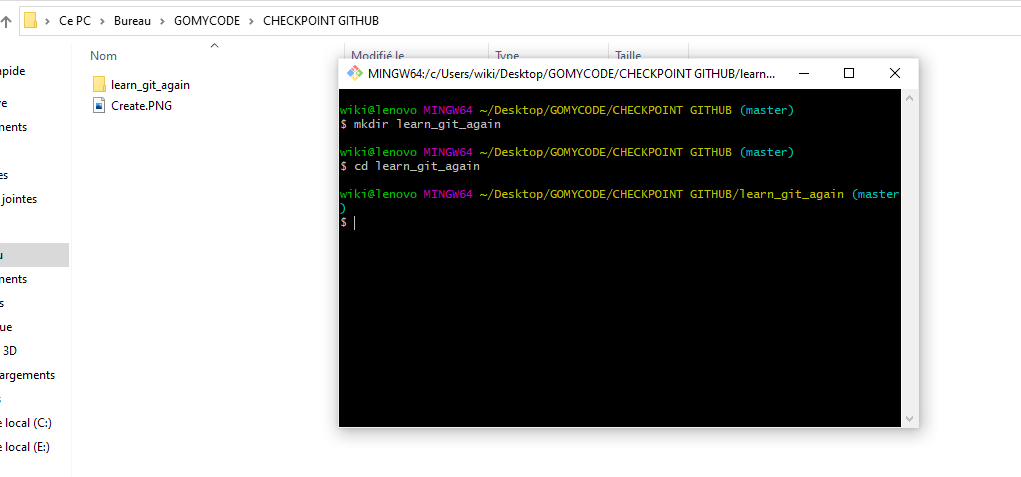 Ce PC > Bureau > GOMYCODE > CHECKPOINT GITHUB
Nom
Modifié le
Type
Taille
learn_git_again
Create.PNG
apide
ve
ments
es
jointes
u
ments
s
que
3D
argements
s
e local (C:)
e local (E:)
MINGW64:/c/Users/wiki/Desktop/GOMYCODE/CHECKPOINT GITHUB/learn...
wiki@lenovo MINGW64 ~/Desktop/GOMYCODE/CHECKPOINT GITHUB (master)
$ mkdir learn_git_again
wiki@lenovo MINGW64 ~/Desktop/GOMYCODE/CHECKPOINT GITHUB (master)
$ cd learn_git_again
wiki@lenovo MINGW64 ~/Desktop/GOMYCODE/CHECKPOINT GITHUB/learn_git_again (master
)
$